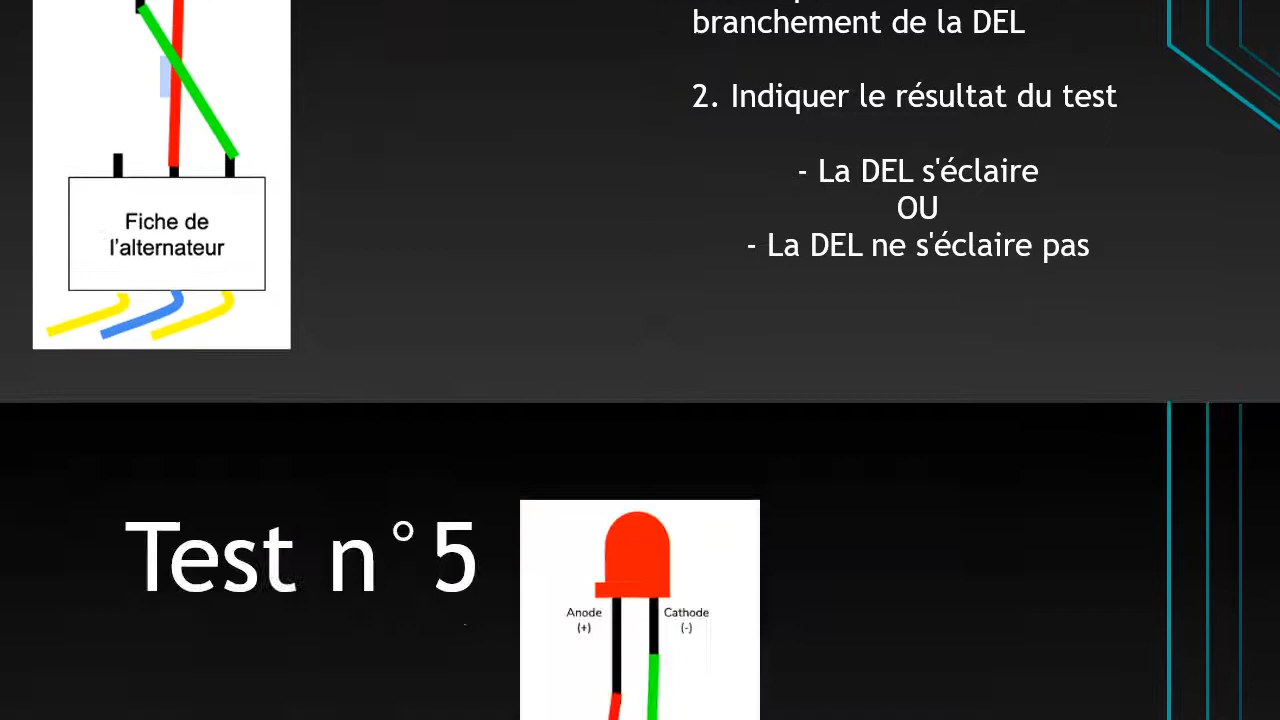 branchement de la DEL
2. Indiquer le résultat du test
- La DEL s'éclaire
OU
- La DEL ne s'éclaire pas
Fiche de
l'alternateur
Test n°5
Anode
(+)
Cathode
(-)